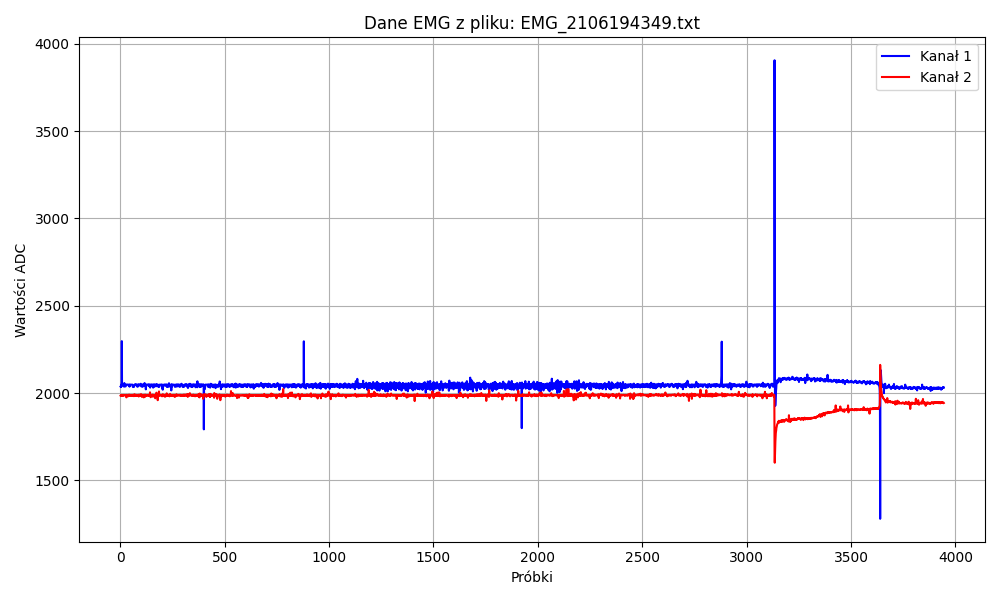 Dane EMG z pliku: EMG_2106194349.txt
Kanał 1
Kanał 2
Wartości ADC
4000
3500
3000
2500
2000
1500
0 500 1000 1500 2000 2500 3000 3500 4000
Próbki